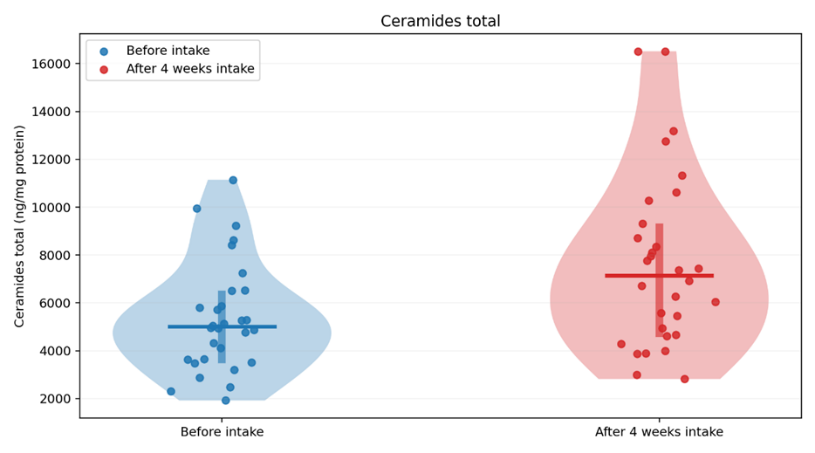 Ceramides total
Before intake
After 4 weeks intake
Ceramides total (ng/mg protein)
16000
14000
12000
10000
8000
6000
4000
2000
Before intake
After 4 weeks intake